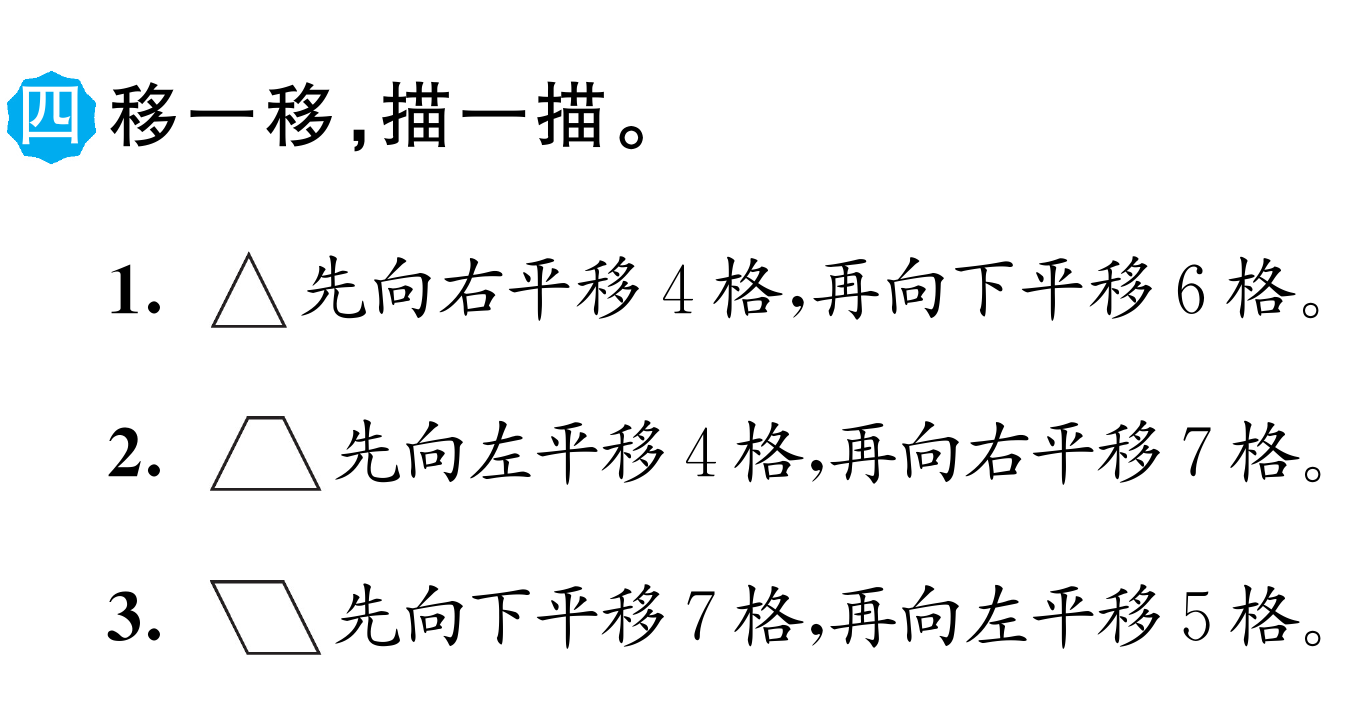 四 移一移,描一描。
1. 先向右平移4格,再向下平移6格。
2. 先向左平移4格,再向右平移7格。
3. 先向下平移7格,再向左平移5格。